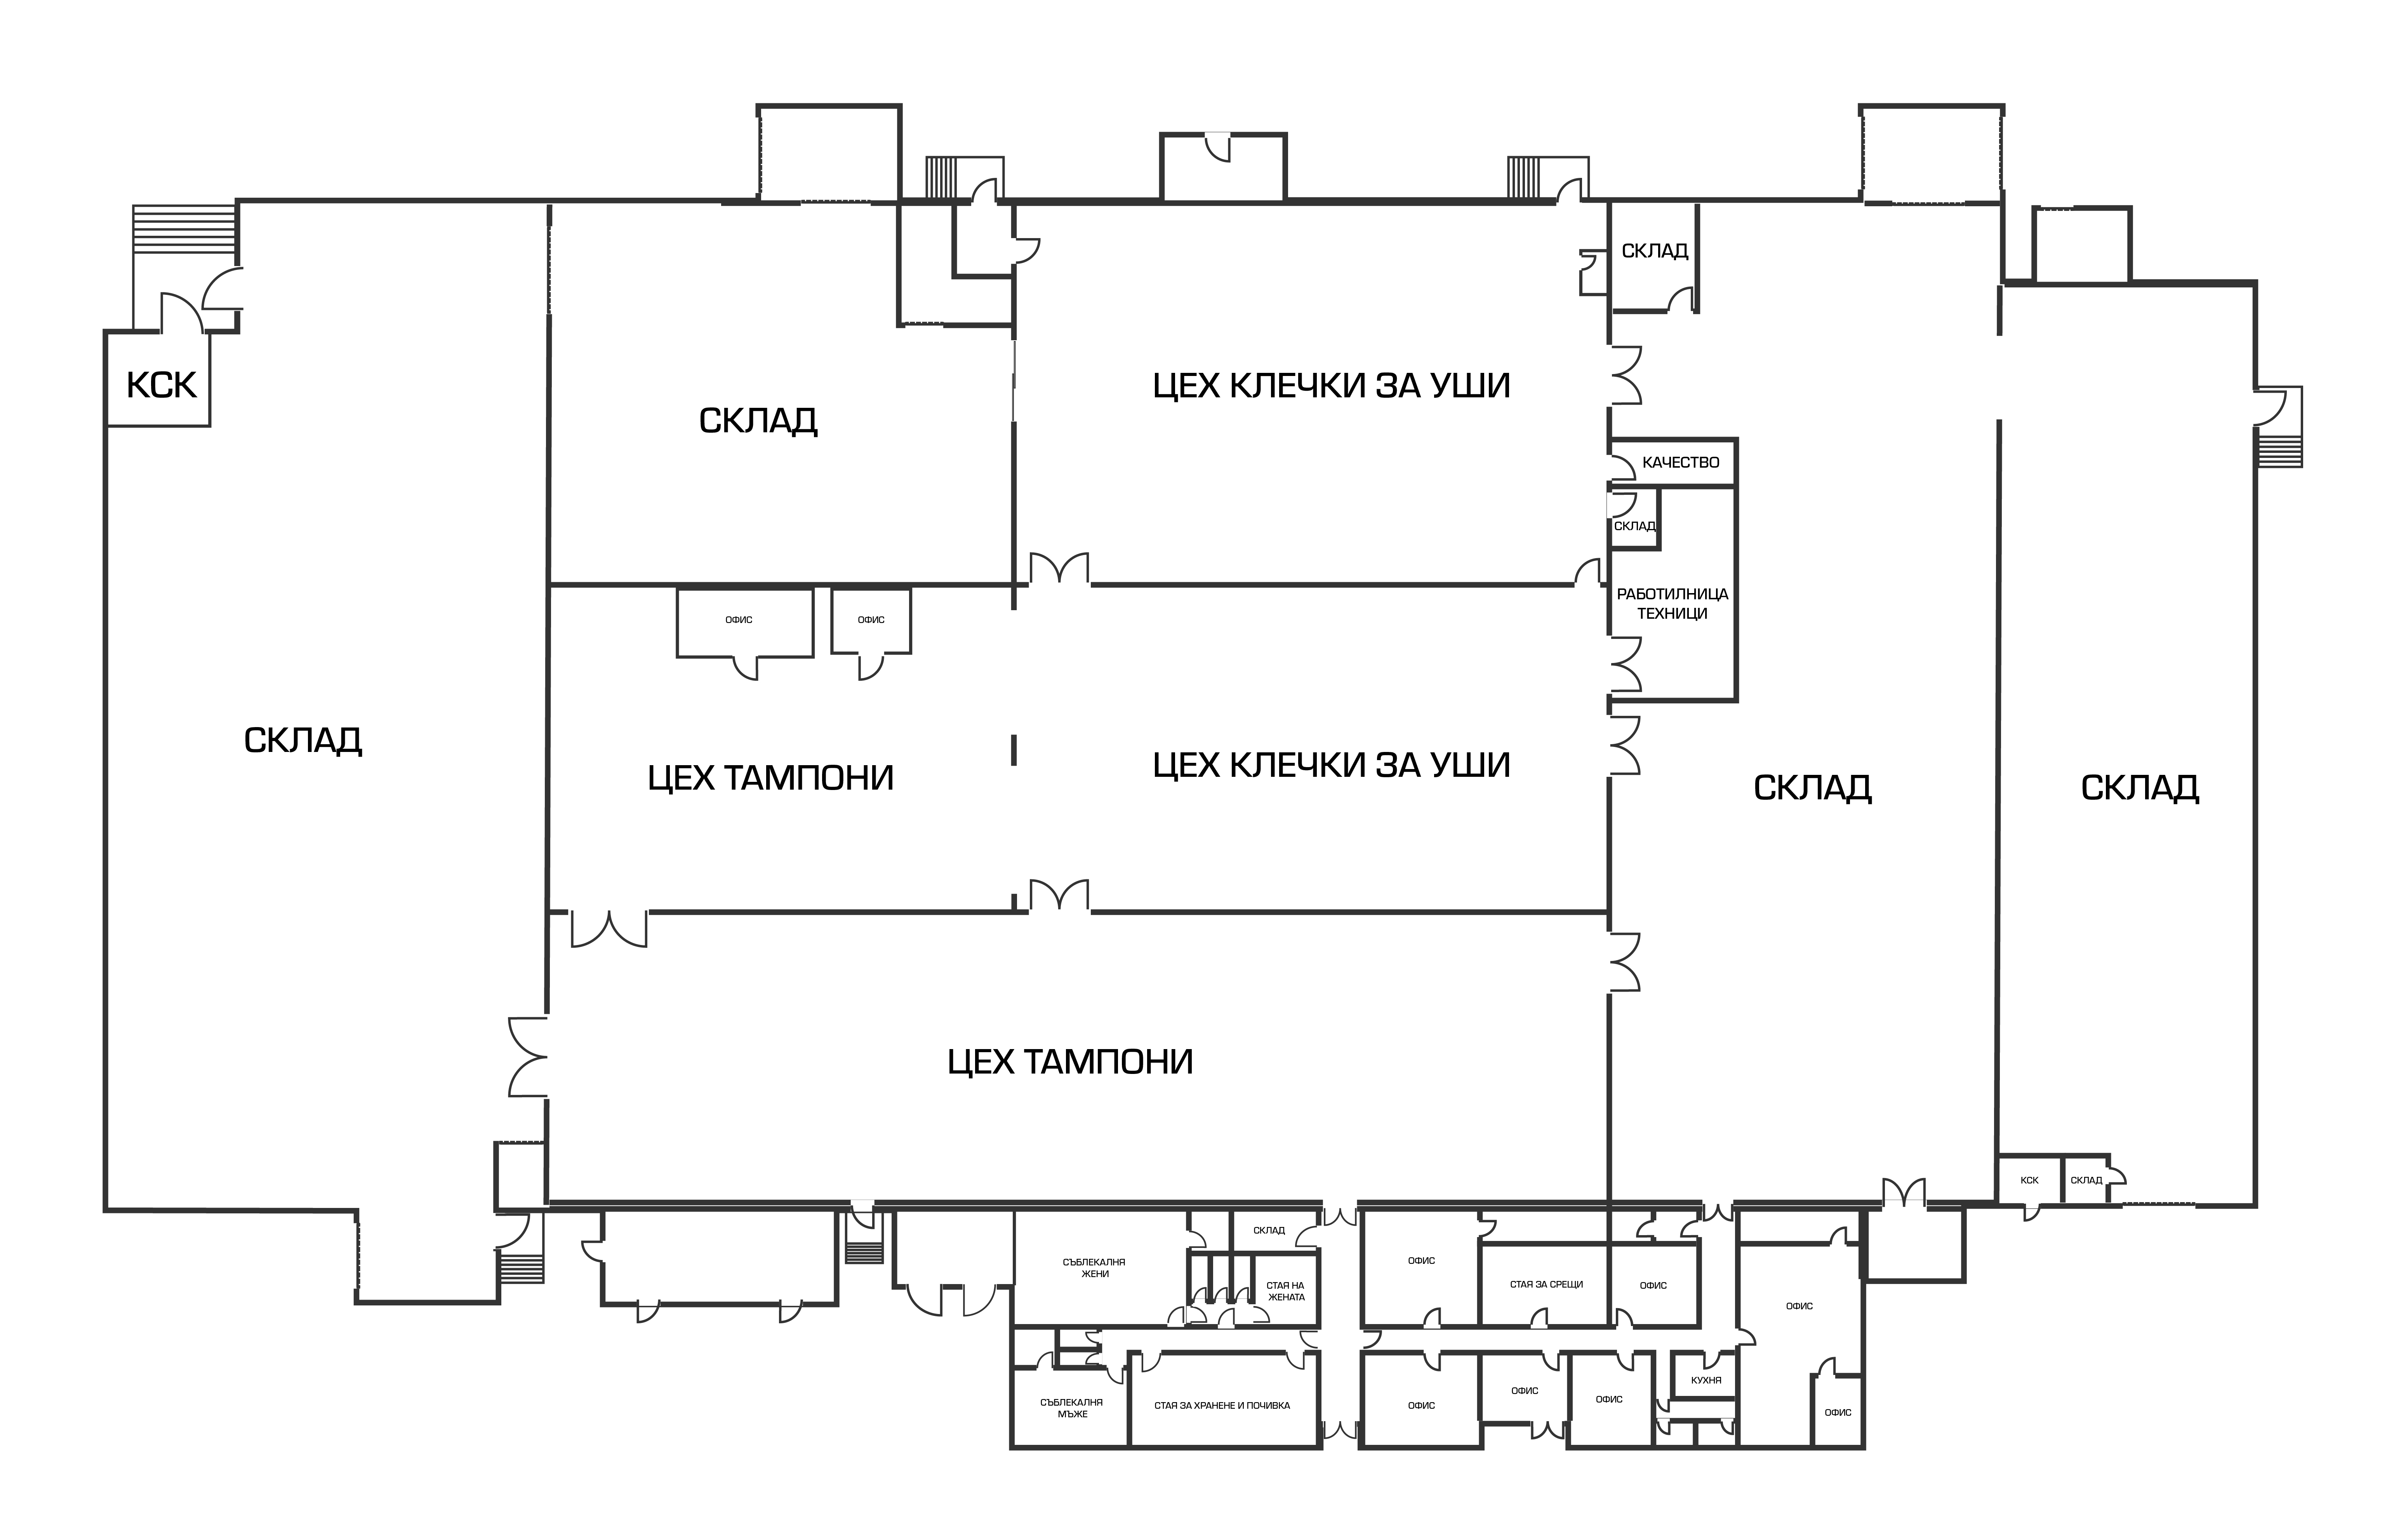 СКЛАД
КСК
СКЛАД
ЦЕХ КЛЕЧКИ ЗА УШИ
КАЧЕСТВО
СКЛАД
РАБОТИЛНИЦА
ТЕХНИЦИ
ОФИС
ОФИС
СКЛАД
ЦЕХ ТАМПОНИ
ЦЕХ КЛЕЧКИ ЗА УШИ
СКЛАД
СКЛАД
ЦЕХ ТАМПОНИ
КСК
СКЛАД
СЪБЛЕКАЛНЯ
ЖЕНИ
СКЛАД
СТАЯ НА
ЖЕНАТА
ОФИС
СТАЯ ЗА СРЕЩИ
ОФИС
ОФИС
СЪБЛЕКАЛНЯ
МЪЖЕ
СТАЯ ЗА ХРАНЕНЕ И ПОЧИВКА
ОФИС
ОФИС
ОФИС
КУХНЯ
ОФИС